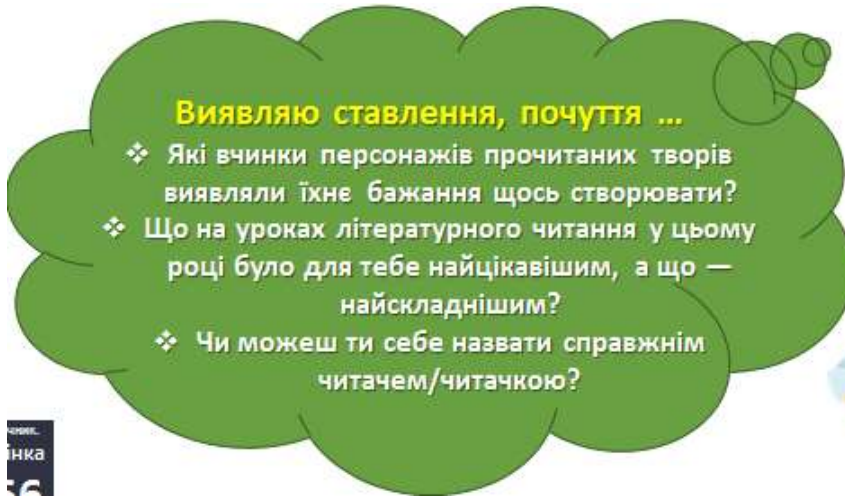 Виявляю ставлення, почуття ...
❖ Які вчинки персонажів прочитаних творів
виявляли їхнє бажання щось створювати?
❖ Що на уроках літературного читання у цьому
році було для тебе найцікавішим, а що —
найскладнішим?
❖ Чи можеш ти себе назвати справжнім
читачем/читачкою?